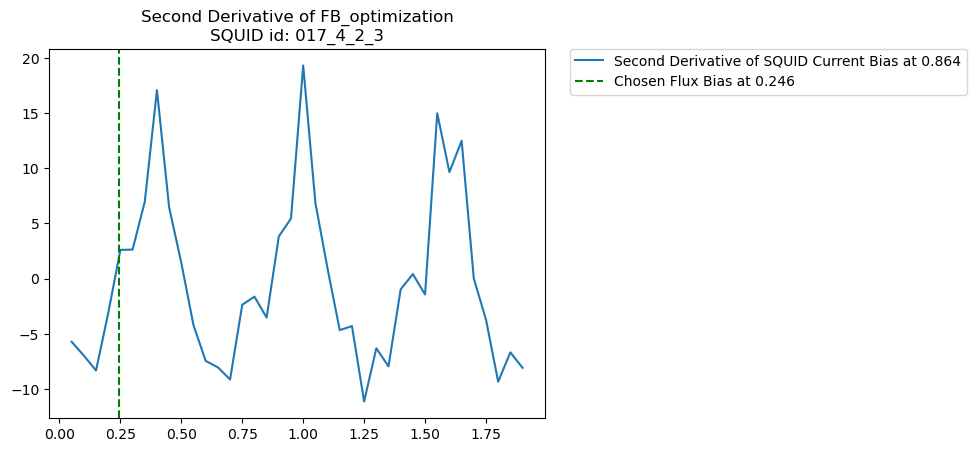 Second Derivative of FB_optimization
SQUID id: 017_4_2_3
Second Derivative of SQUID Current Bias at 0.864
Chosen Flux Bias at 0.246
20
15
10
5
0
−5
−10
0.00 0.25 0.50 0.75 1.00 1.25 1.50 1.75